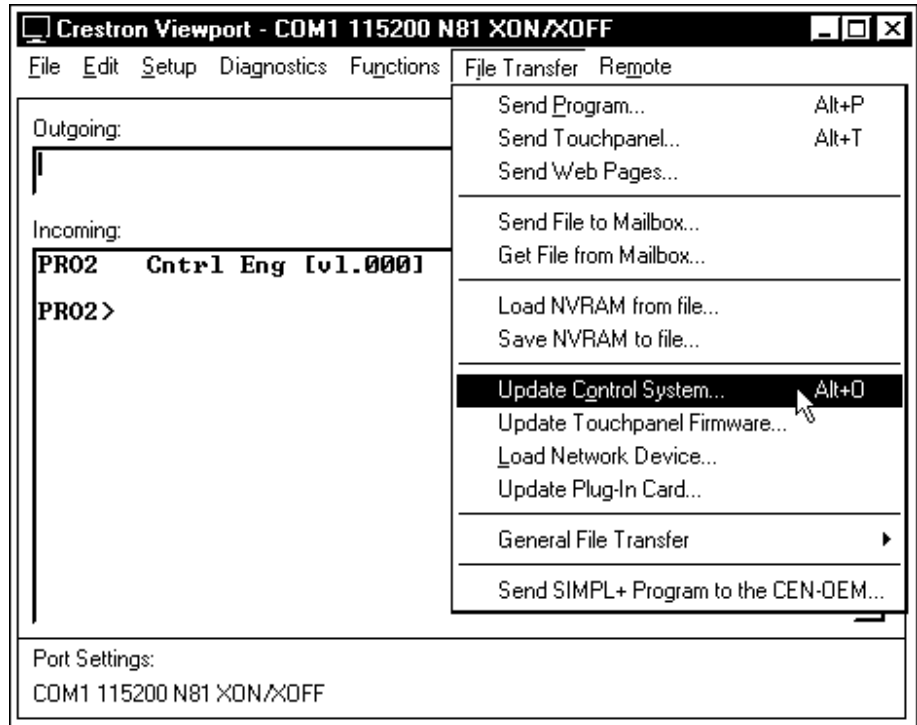 Crestron Viewport - COM1 115200 N81 XON/XOFF
File Edit Setup Diagnostics Functions File Transfer Remote
Outgoing:
Incoming:
PRO2 Cntrl Eng [v1.000]
PRO2>
Send Program... Alt+P
Send Touchpanel... Alt+T
Send Web Pages...
Send File to Mailbox...
Get File from Mailbox...
Load NVRAM from file...
Save NVRAM to file...
Update Control System... Alt+O
Update Touchpanel Firmware...
Load Network Device...
Update Plug-In Card...
General File Transfer
Send SIMPL+ Program to the CEN-OEM...
Port Settings:
COM1 115200 N81 XON/XOFF